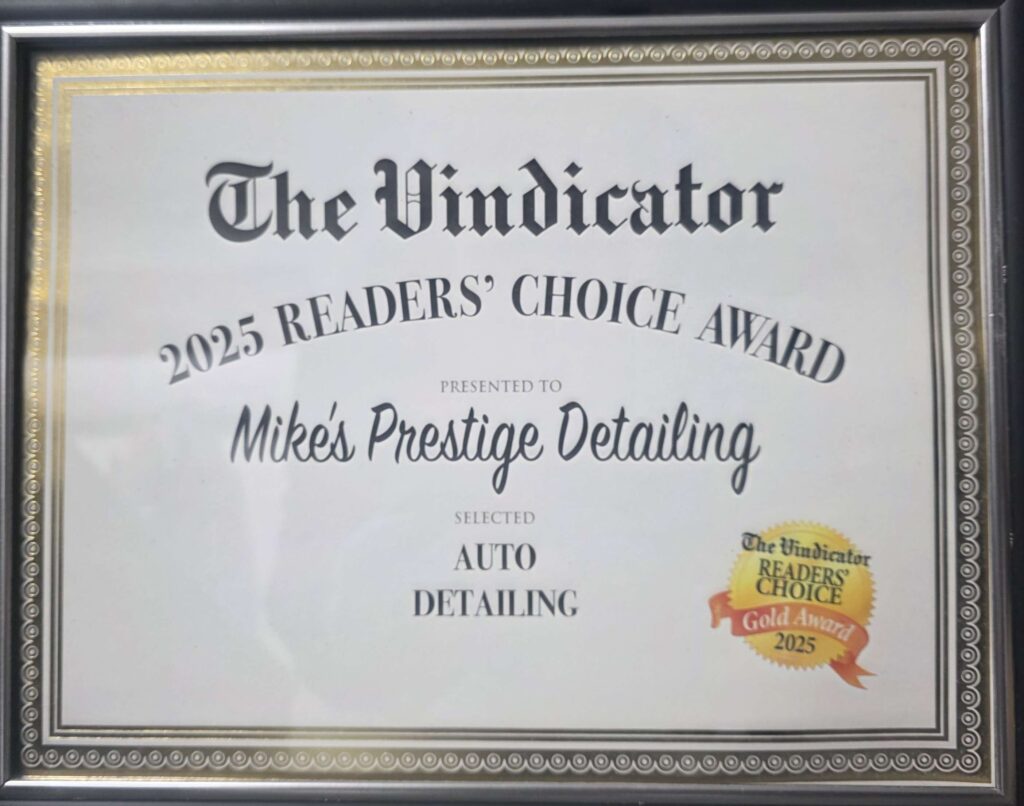 The Vindicator
2025 READERS' CHOICE AWARD
PRESENTED TO
Mike's Prestige Detailing
SELECTED
AUTO
DETAILING
The Vindicator
READERS'
CHOICE
Gold Award
2025